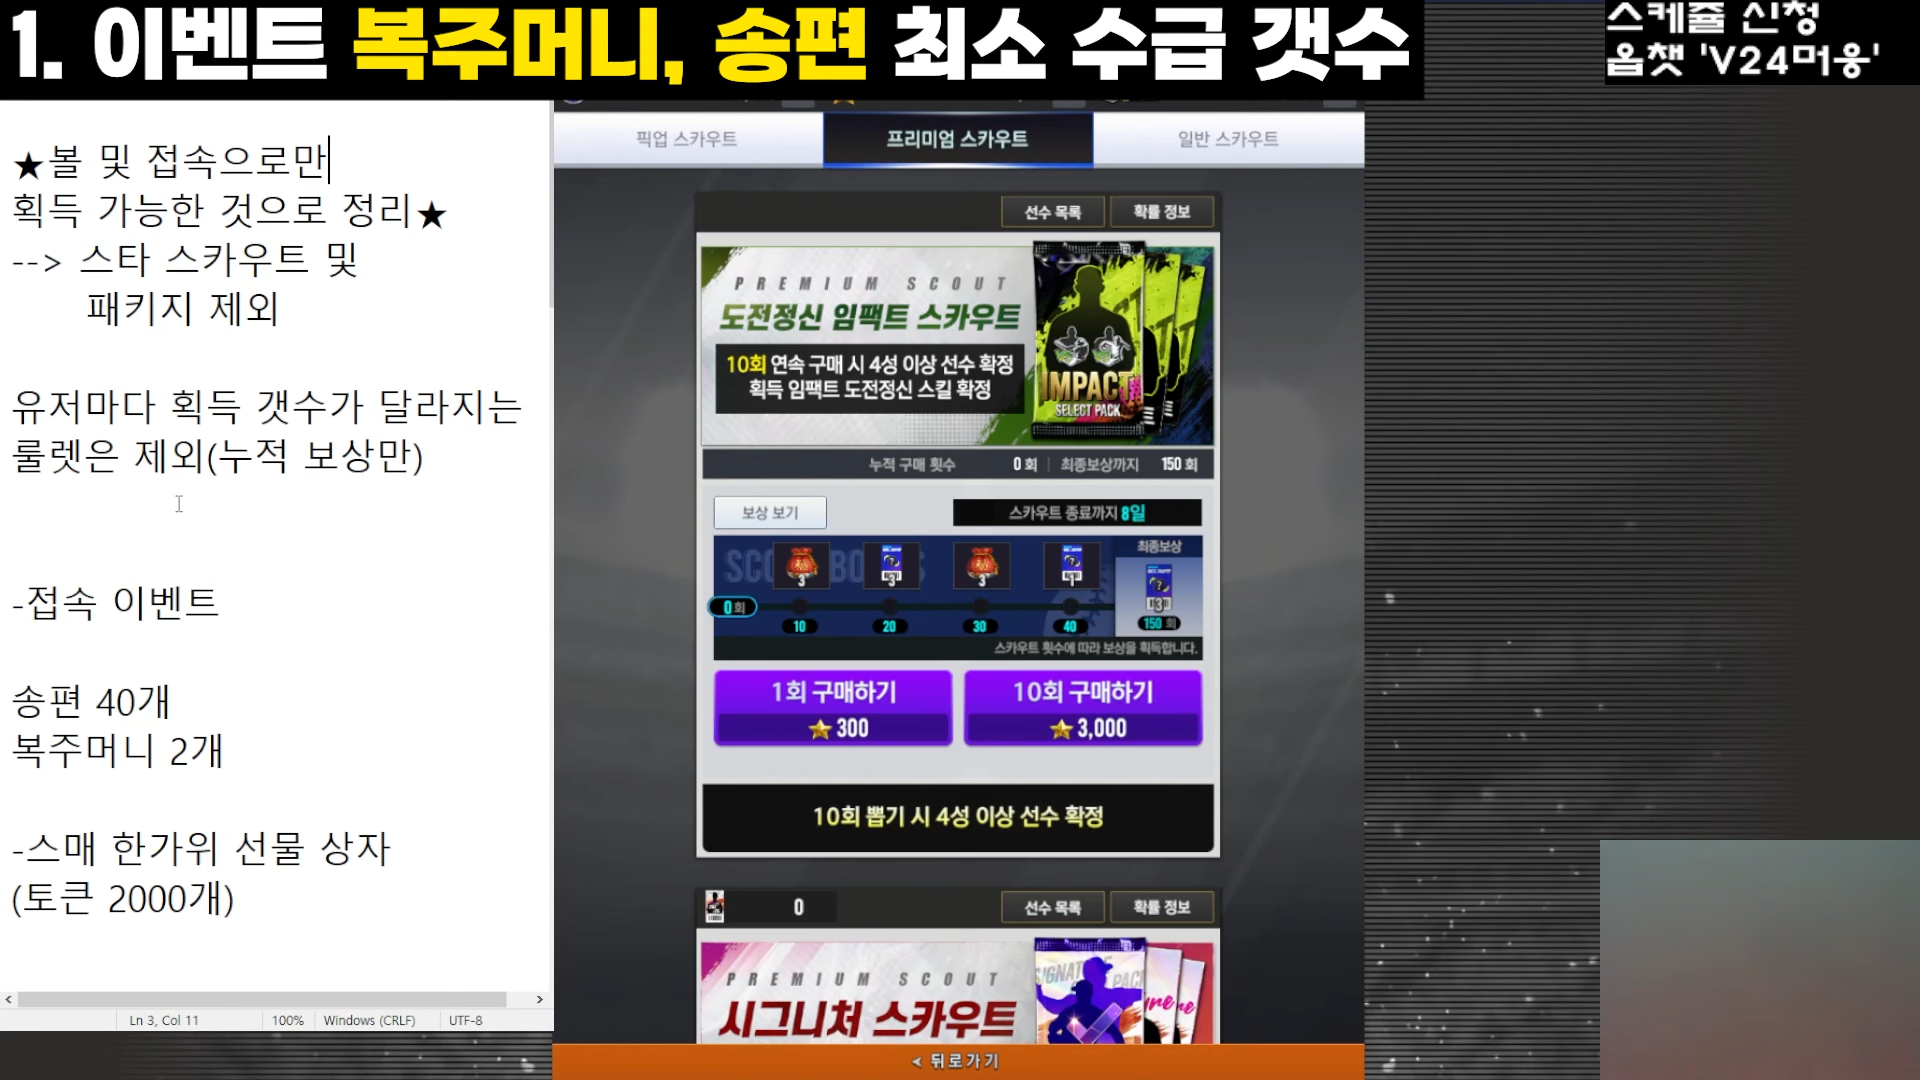 1. 이벤트 복주머니, 송편 최소 수급 갯수
스케쥴 신청
옵챗 'V24머웅'
★볼 및 접속으로만
획득 가능한 것으로 정리★
--> 스타 스카우트 및
패키지 제외
유저마다 획득 갯수가 달라지는
룰렛은 제외(누적 보상만)
-접속 이벤트
송편 40개
복주머니 2개
-스매 한가위 선물 상자
(토큰 2000개)
Ln 3, Col 11
100%
Windows (CRLF)
UTF-8
픽업 스카우트
프리미엄 스카우트
일반 스카우트
선수 목록
확률 정보
PREMIUM SCOUT
도전정신 임팩트 스카우트
10회 연속 구매 시 4성 이상 선수 확정
획득 임팩트 도전정신 스킬 확정
IMPACT
SELECT PACK
누적 구매 횟수 0 회 | 최종보상까지 150 회
보상 보기
스카우트 종료까지 8일
3
3
3
1
최종보상
3
0 회
10
20
30
40
150 회
스카우트 횟수에 따라 보상을 획득합니다.
1회 구매하기
300
10회 구매하기
3,000
10회 뽑기 시 4성 이상 선수 확정
0
선수 목록
확률 정보
PREMIUM SCOUT
시그니처 스카우트
SIGNATURE PACK
< 뒤로가기